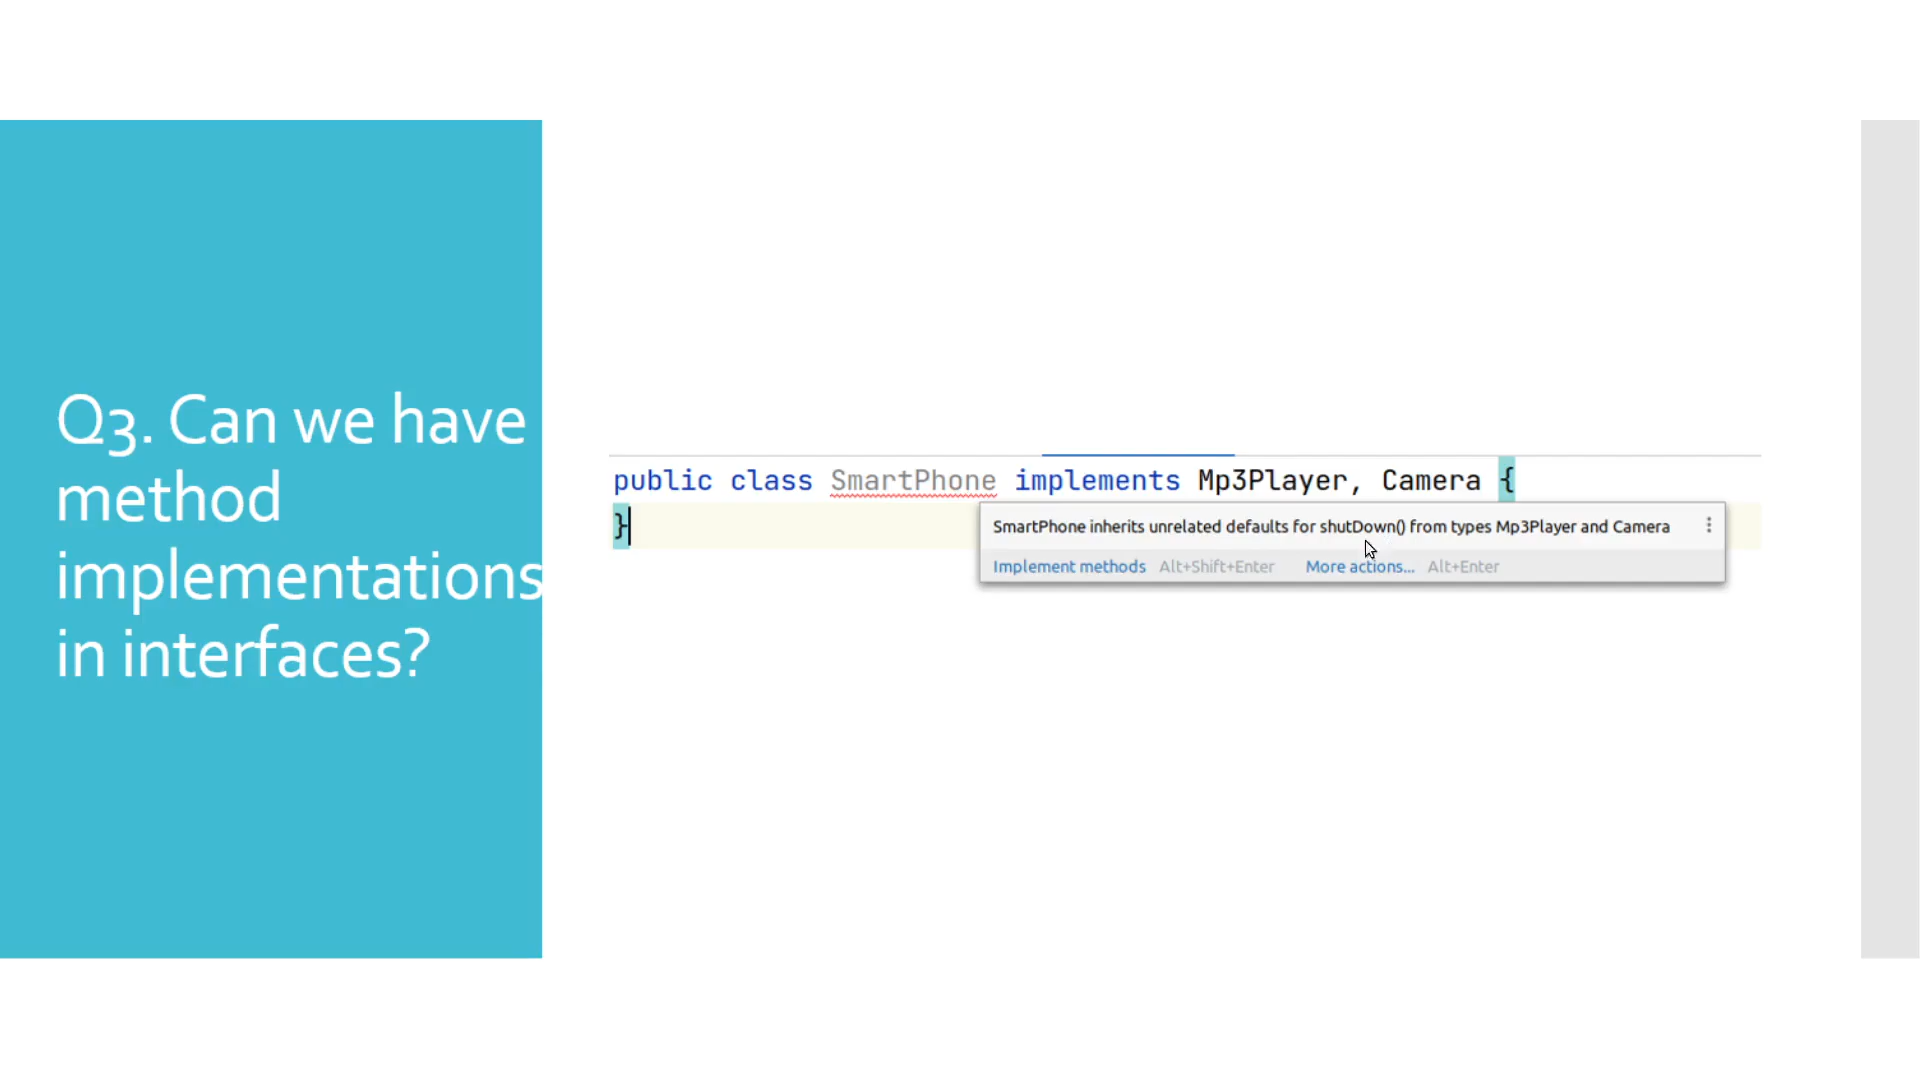 Q3. Can we have
method
implementations
in interfaces?
public class SmartPhone implements Mp3Player, Camera {
}
SmartPhone inherits unrelated defaults for shutDown() from types Mp3Player and Camera
Implement methods Alt+Shift+Enter More actions... Alt+Enter